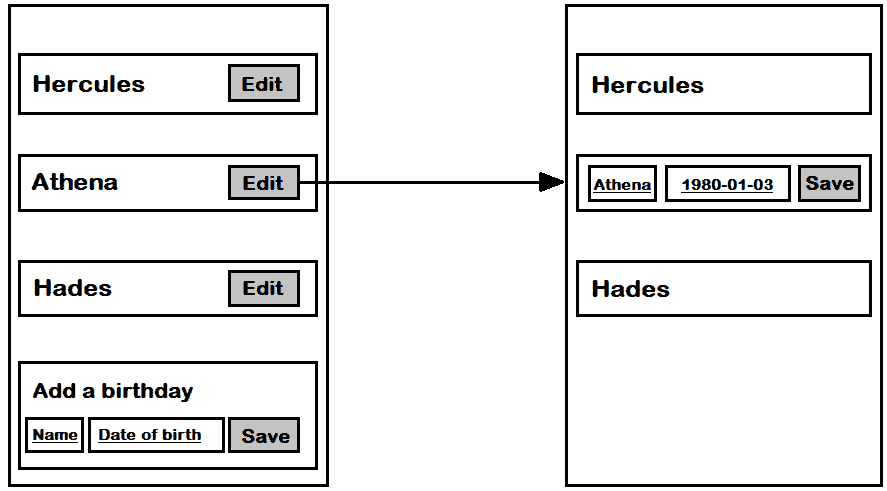 Hercules Edit
Athena Edit
Hades Edit
Add a birthday
Name Date of birth Save
Hercules
Athena 1980-01-03 Save
Hades